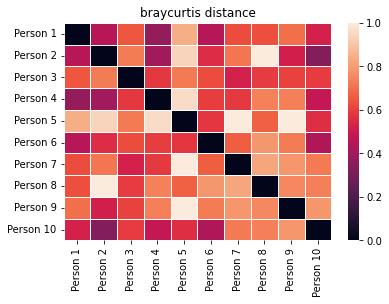 braycurtis distance
Person 1
Person 2
Person 3
Person 4
Person 5
Person 6
Person 7
Person 8
Person 9
Person 10
Person 1
Person 2
Person 3
Person 4
Person 5
Person 6
Person 7
Person 8
Person 9
Person 10
1.0
0.8
0.6
0.4
0.2
0.0